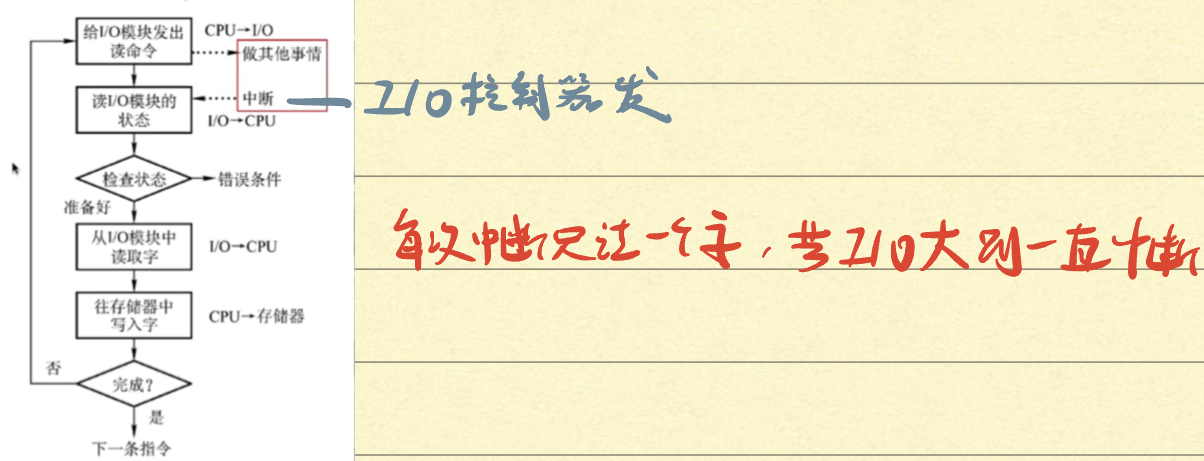 给I/O模块发出
读命令
CPU→I/O
做其他事情
读I/O模块的
状态
中断
I/O→CPU
I/O控制器发
检查状态
错误条件
准备好
从I/O模块中
读取字
I/O→CPU
每次中断只读一个字,若I/O大则一直中断
往存储器中
写入字
CPU→存储器
否
完成?
是
下一条指令